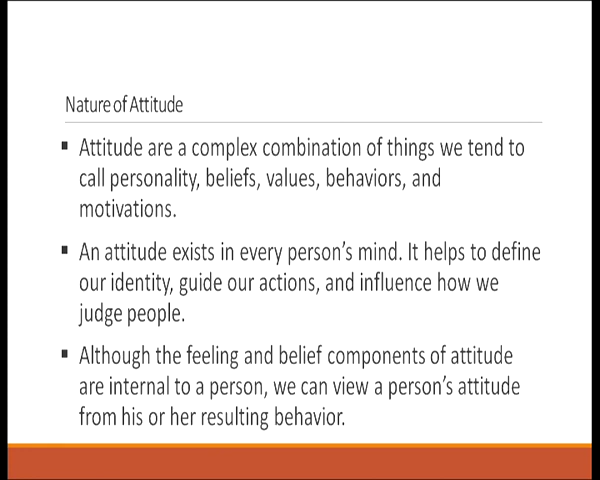 Nature of Attitude
▪ Attitude are a complex combination of things we tend to
call personality, beliefs, values, behaviors, and
motivations.
▪ An attitude exists in every person's mind. It helps to define
our identity, guide our actions, and influence how we
judge people.
▪ Although the feeling and belief components of attitude
are internal to a person, we can view a person's attitude
from his or her resulting behavior.